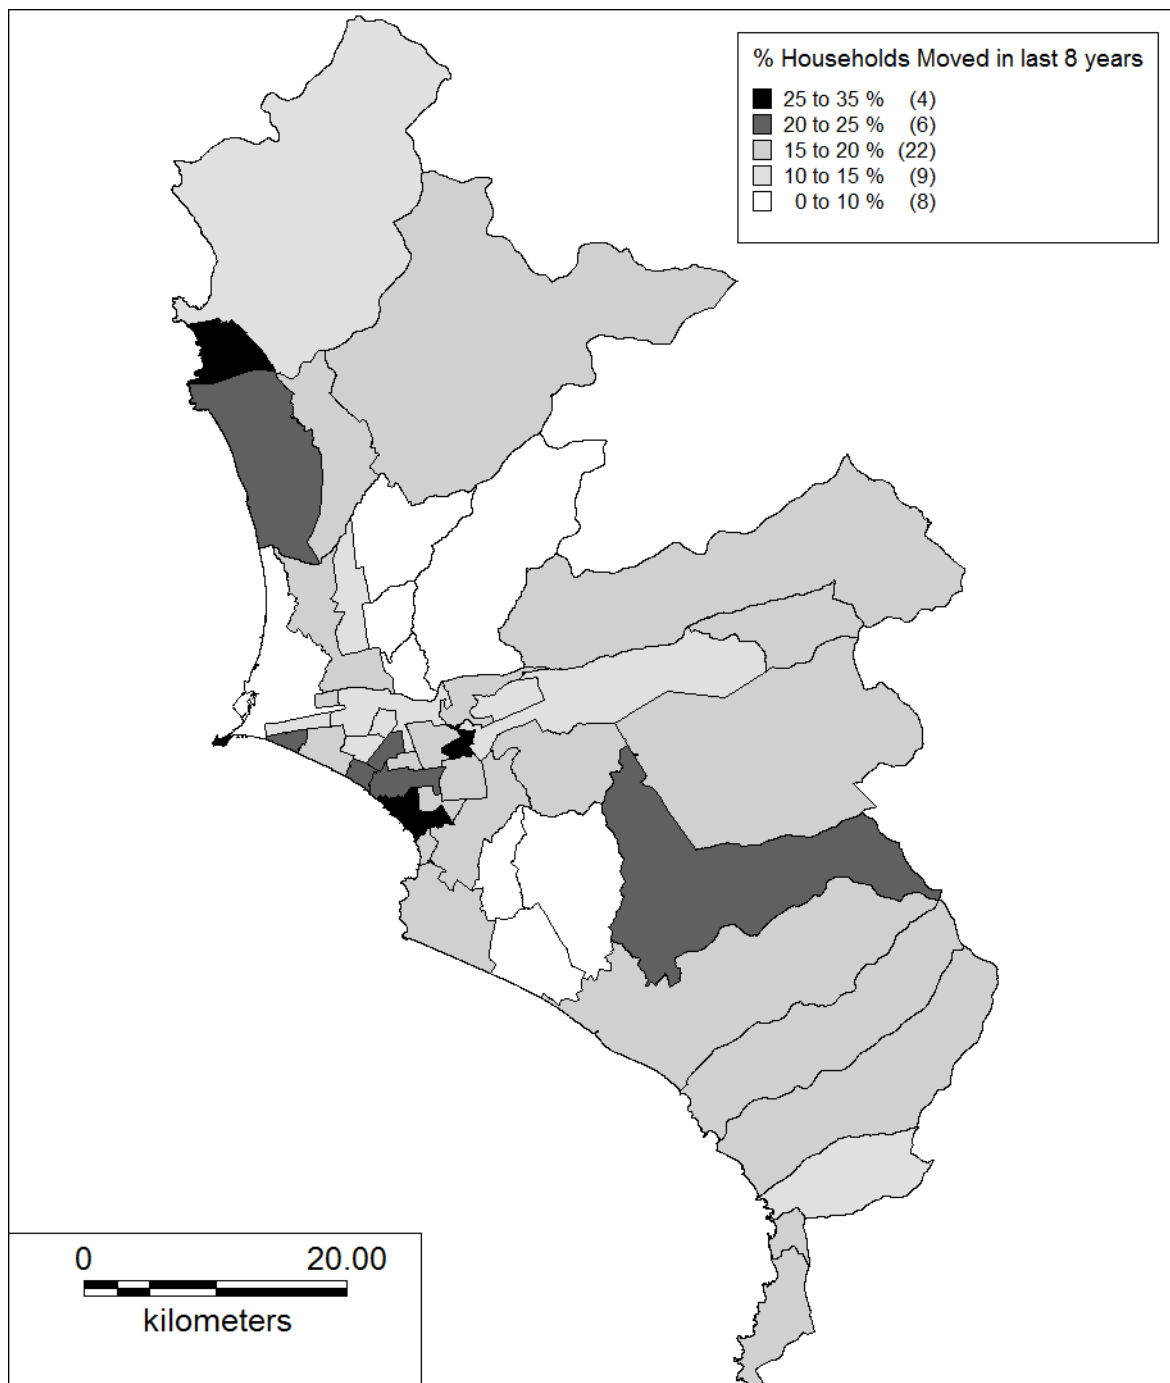 % Households Moved in last 8 years
25 to 35 % (4)
20 to 25 % (6)
15 to 20 % (22)
10 to 15 % (9)
0 to 10 % (8)
0 20.00
kilometers